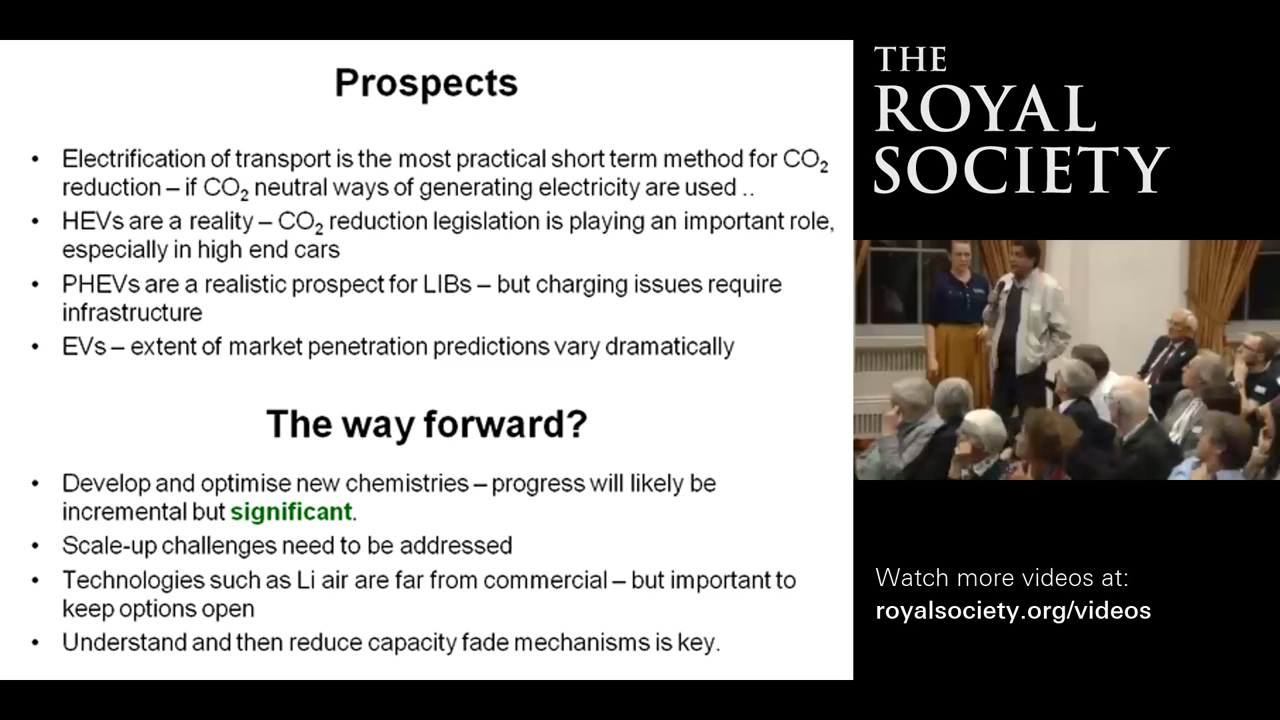 Prospects
• Electrification of transport is the most practical short term method for CO₂
reduction – if CO₂ neutral ways of generating electricity are used ..
• HEVs are a reality – CO₂ reduction legislation is playing an important role,
especially in high end cars
• PHEVs are a realistic prospect for LIBs – but charging issues require
infrastructure
• EVs – extent of market penetration predictions vary dramatically
The way forward?
• Develop and optimise new chemistries – progress will likely be
incremental but significant.
• Scale-up challenges need to be addressed
• Technologies such as Li air are far from commercial – but important to
keep options open
• Understand and then reduce capacity fade mechanisms is key.
THE
ROYAL
SOCIETY
Watch more videos at:
royalsociety.org/videos